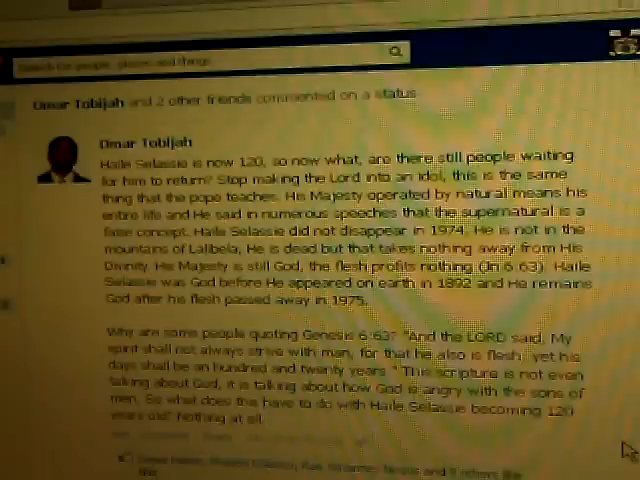 Search for people, places and things
Omar Tobijah and 2 other friends commented on a status.
Omar Tobijah
Haile Selassie is now 120, so now what, are there still people waiting
for him to return? Stop making the Lord into an idol, this is the same
thing that the pope teaches. His Majesty operated by natural means his
entire life and He said in numerous speeches that the supernatural is a
false concept. Haile Selassie did not disappear in 1974. He is not in the
mountains of Lalibela, He is dead but that takes nothing away from His
Divinity. His Majesty is still God, the flesh profits nothing (Jn 6:63). Haile
Selassie was God before He appeared on earth in 1892 and He remains
God after his flesh passed away in 1975.
Why are some people quoting Genesis 6:63? "And the LORD said, My
spirit shall not always strive with man, for that he also is flesh: yet his
days shall be an hundred and twenty years." This scripture is not even
talking about God, it is talking about how God is angry with the sons of
men. So what does this have to do with Haile Selassie becoming 120
years old? Nothing at all
and 8 others like
this.